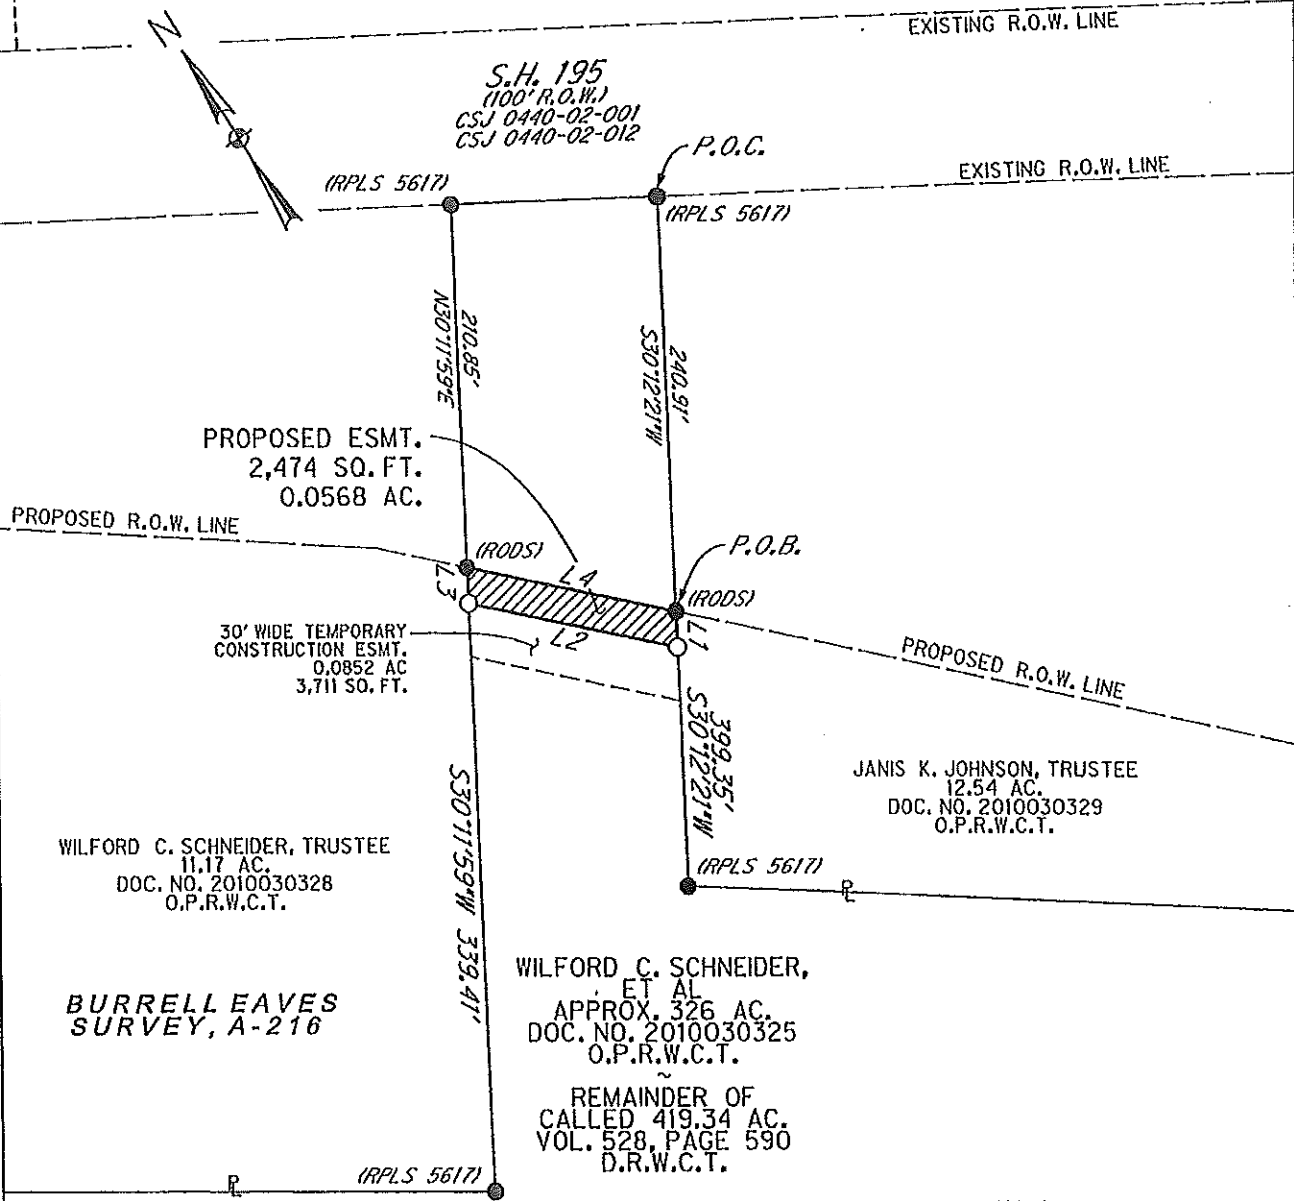 N
EXISTING R.O.W. LINE
S.H. 195
(100' R.O.W.)
CSJ 0440-02-001
CSJ 0440-02-012
P.O.C.
EXISTING R.O.W. LINE
(RPLS 5617)
(RPLS 5617)
210.85'
N30°11'59"E
240.91'
S30°12'21"W
PROPOSED ESMT.
2,474 SQ. FT.
0.0568 AC.
PROPOSED R.O.W. LINE
(RODS)
P.O.B.
L4
L3
(RODS)
L2
L1
30' WIDE TEMPORARY
CONSTRUCTION ESMT.
0.0852 AC
3,711 SQ. FT.
PROPOSED R.O.W. LINE
399.35'
S30°12'21"W
JANIS K. JOHNSON, TRUSTEE
12.54 AC.
DOC. NO. 2010030329
O.P.R.W.C.T.
S30°11'59"W 339.41'
WILFORD C. SCHNEIDER, TRUSTEE
11.17 AC.
DOC. NO. 2010030328
O.P.R.W.C.T.
(RPLS 5617)
PL
BURRELL EAVES
SURVEY, A-216
WILFORD C. SCHNEIDER,
ET AL
APPROX. 326 AC.
DOC. NO. 2010030325
O.P.R.W.C.T.
~
REMAINDER OF
CALLED 419.34 AC.
VOL. 528, PAGE 590
D.R.W.C.T.
PL
(RPLS 5617)